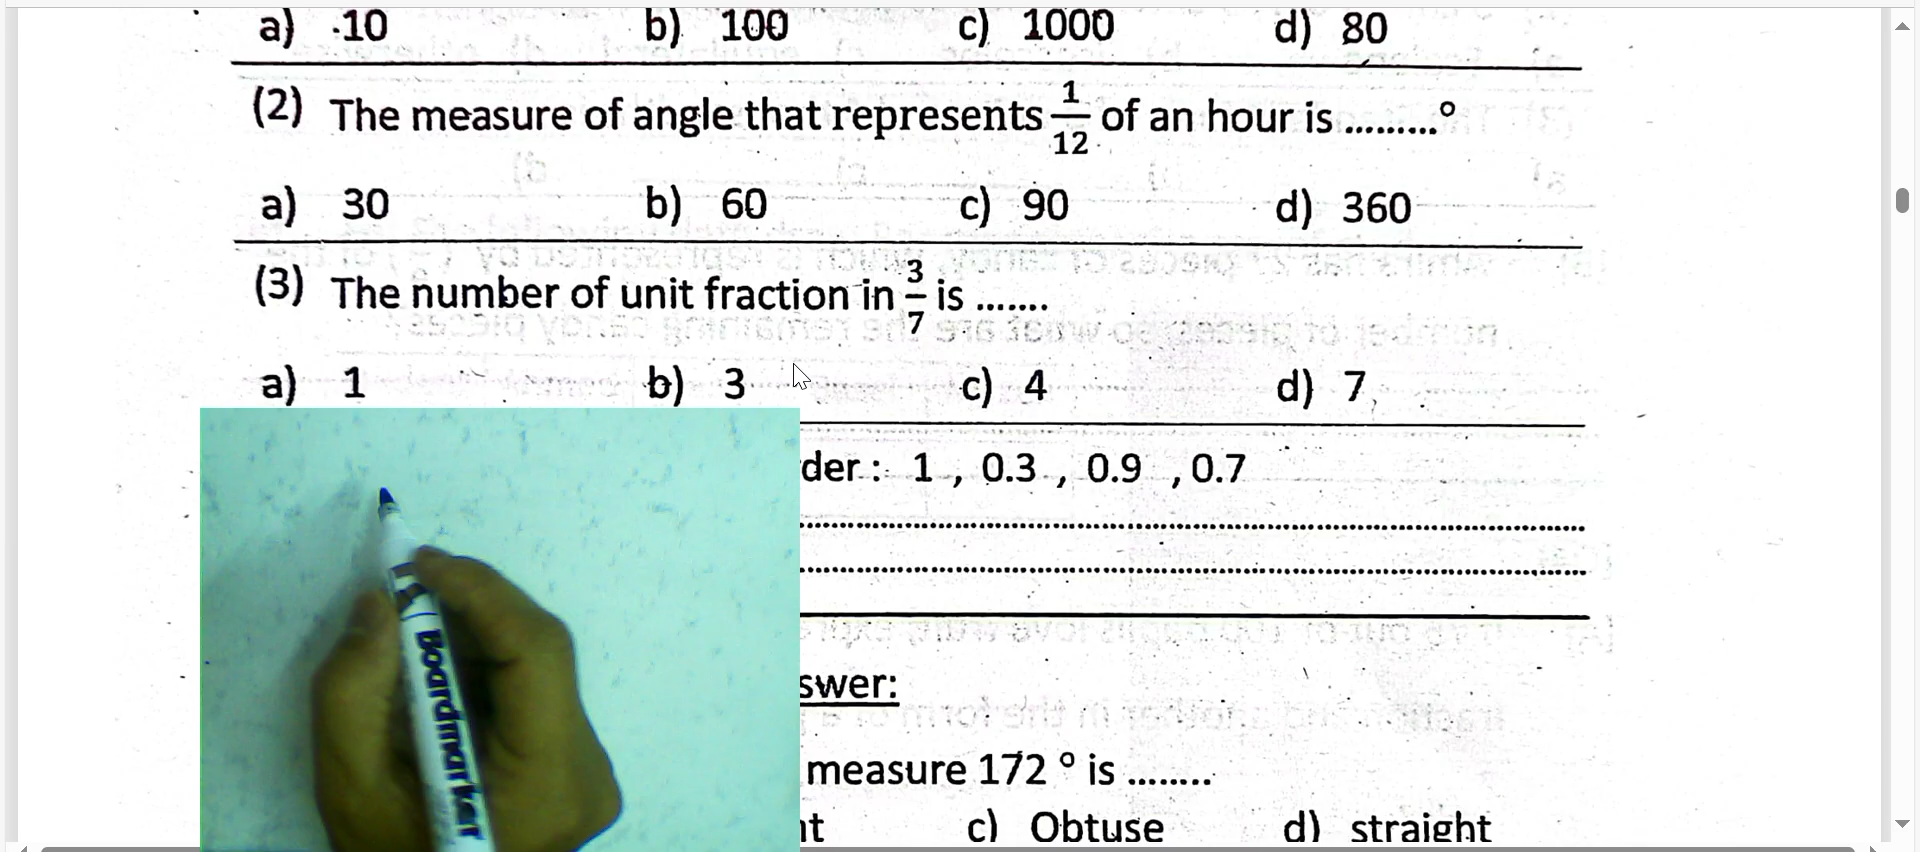 a) 10 b) 100 c) 1000 d) 80
(2) The measure of angle that represents 1/12 of an hour is .........°
a) 30 b) 60 c) 90 d) 360
(3) The number of unit fraction in 3/7 is .......
a) 1 b) 3 c) 4 d) 7
der : 1 , 0.3 , 0.9 , 0.7
swer:
measure 172 ° is ........
c) Obtuse d) straight
Boardmarker